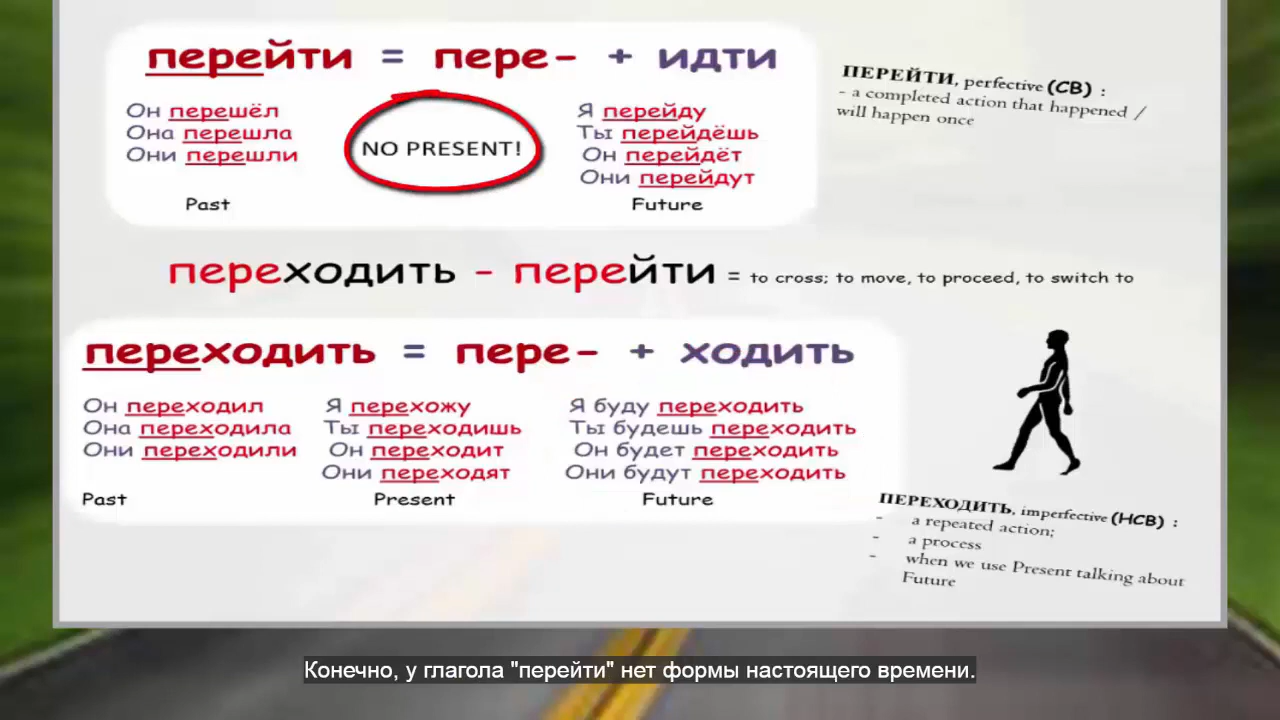 перейти = пере- + идти
Он перешёл
Она перешла
Они перешли
Past
NO PRESENT!
Я перейду
Ты перейдёшь
Он перейдёт
Они перейдут
Future
ПЕРЕЙТИ, perfective (СВ) :
- a completed action that happened /
will happen once
переходить - перейти = to cross; to move, to proceed, to switch to
переходить = пере- + ходить
Он переходил
Она переходила
Они переходили
Past
Я перехожу
Ты переходишь
Он переходит
Они переходят
Present
Я буду переходить
Ты будешь переходить
Он будет переходить
Они будут переходить
Future
ПЕРЕХОДИТЬ, imperfective (НСВ) :
- a repeated action;
- a process
- when we use Present talking about
Future
Конечно, у глагола "перейти" нет формы настоящего времени.